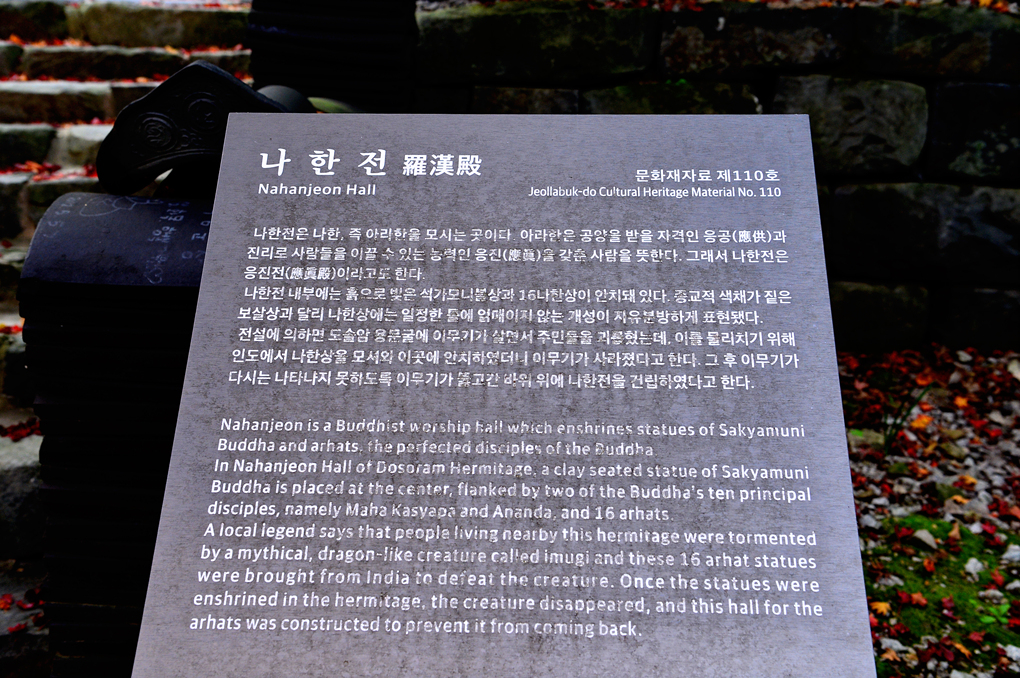 나한전 羅漢殿
Nahanjeon Hall
문화재자료 제110호
Jeollabuk-do Cultural Heritage Material No. 110
나한전은 나한, 즉 아라한을 모시는 곳이다. 아라한은 공양을 받을 자격인 응공(應供)과
진리로 사람들을 이끌 수 있는 능력인 응진(應眞)을 갖춘 사람을 뜻한다. 그래서 나한전은
응진전(應眞殿)이라고도 한다.
나한전 내부에는 흙으로 빚은 석가모니불상과 16나한상이 안치돼 있다. 종교적 색채가 짙은
보살상과 달리 나한상에는 일정한 틀에 얽매이지 않는 개성이 자유분방하게 표현됐다.
전설에 의하면 도솔암 용문굴에 이무기가 살면서 주민들을 괴롭혔는데, 이를 물리치기 위해
인도에서 나한상을 모셔와 이곳에 안치하였더니 이무기가 사라졌다고 한다. 그 후 이무기가
다시는 나타나지 못하도록 이무기가 뚫고간 바위 위에 나한전을 건립하였다고 한다.
Nahanjeon is a Buddhist worship hall which enshrines statues of Sakyamuni
Buddha and arhats, the perfected disciples of the Buddha.
In Nahanjeon Hall of Dosoram Hermitage, a clay seated statue of Sakyamuni
Buddha is placed at the center, flanked by two of the Buddha's ten principal
disciples, namely Maha Kasyapa and Ananda, and 16 arhats.
A local legend says that people living nearby this hermitage were tormented
by a mythical, dragon-like creature called imugi and these 16 arhat statues
were brought from India to defeat the creature. Once the statues were
enshrined in the hermitage, the creature disappeared, and this hall for the
arhats was constructed to prevent it from coming back.